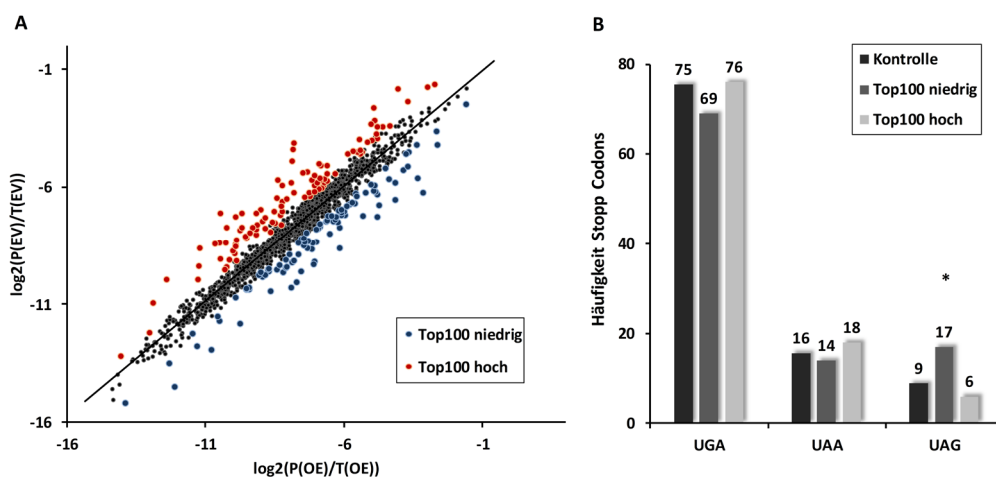 A
log2(P(EV)/T(EV))
-1
-6
-11
-16
-16
-11
-6
-1
log2(P(OE)/T(OE))
Top100 niedrig
Top100 hoch
B
Häufigkeit Stopp Codons
80
60
40
20
0
Kontrolle
Top100 niedrig
Top100 hoch
75
69
76
16
14
18
9
17
6
*
UGA
UAA
UAG